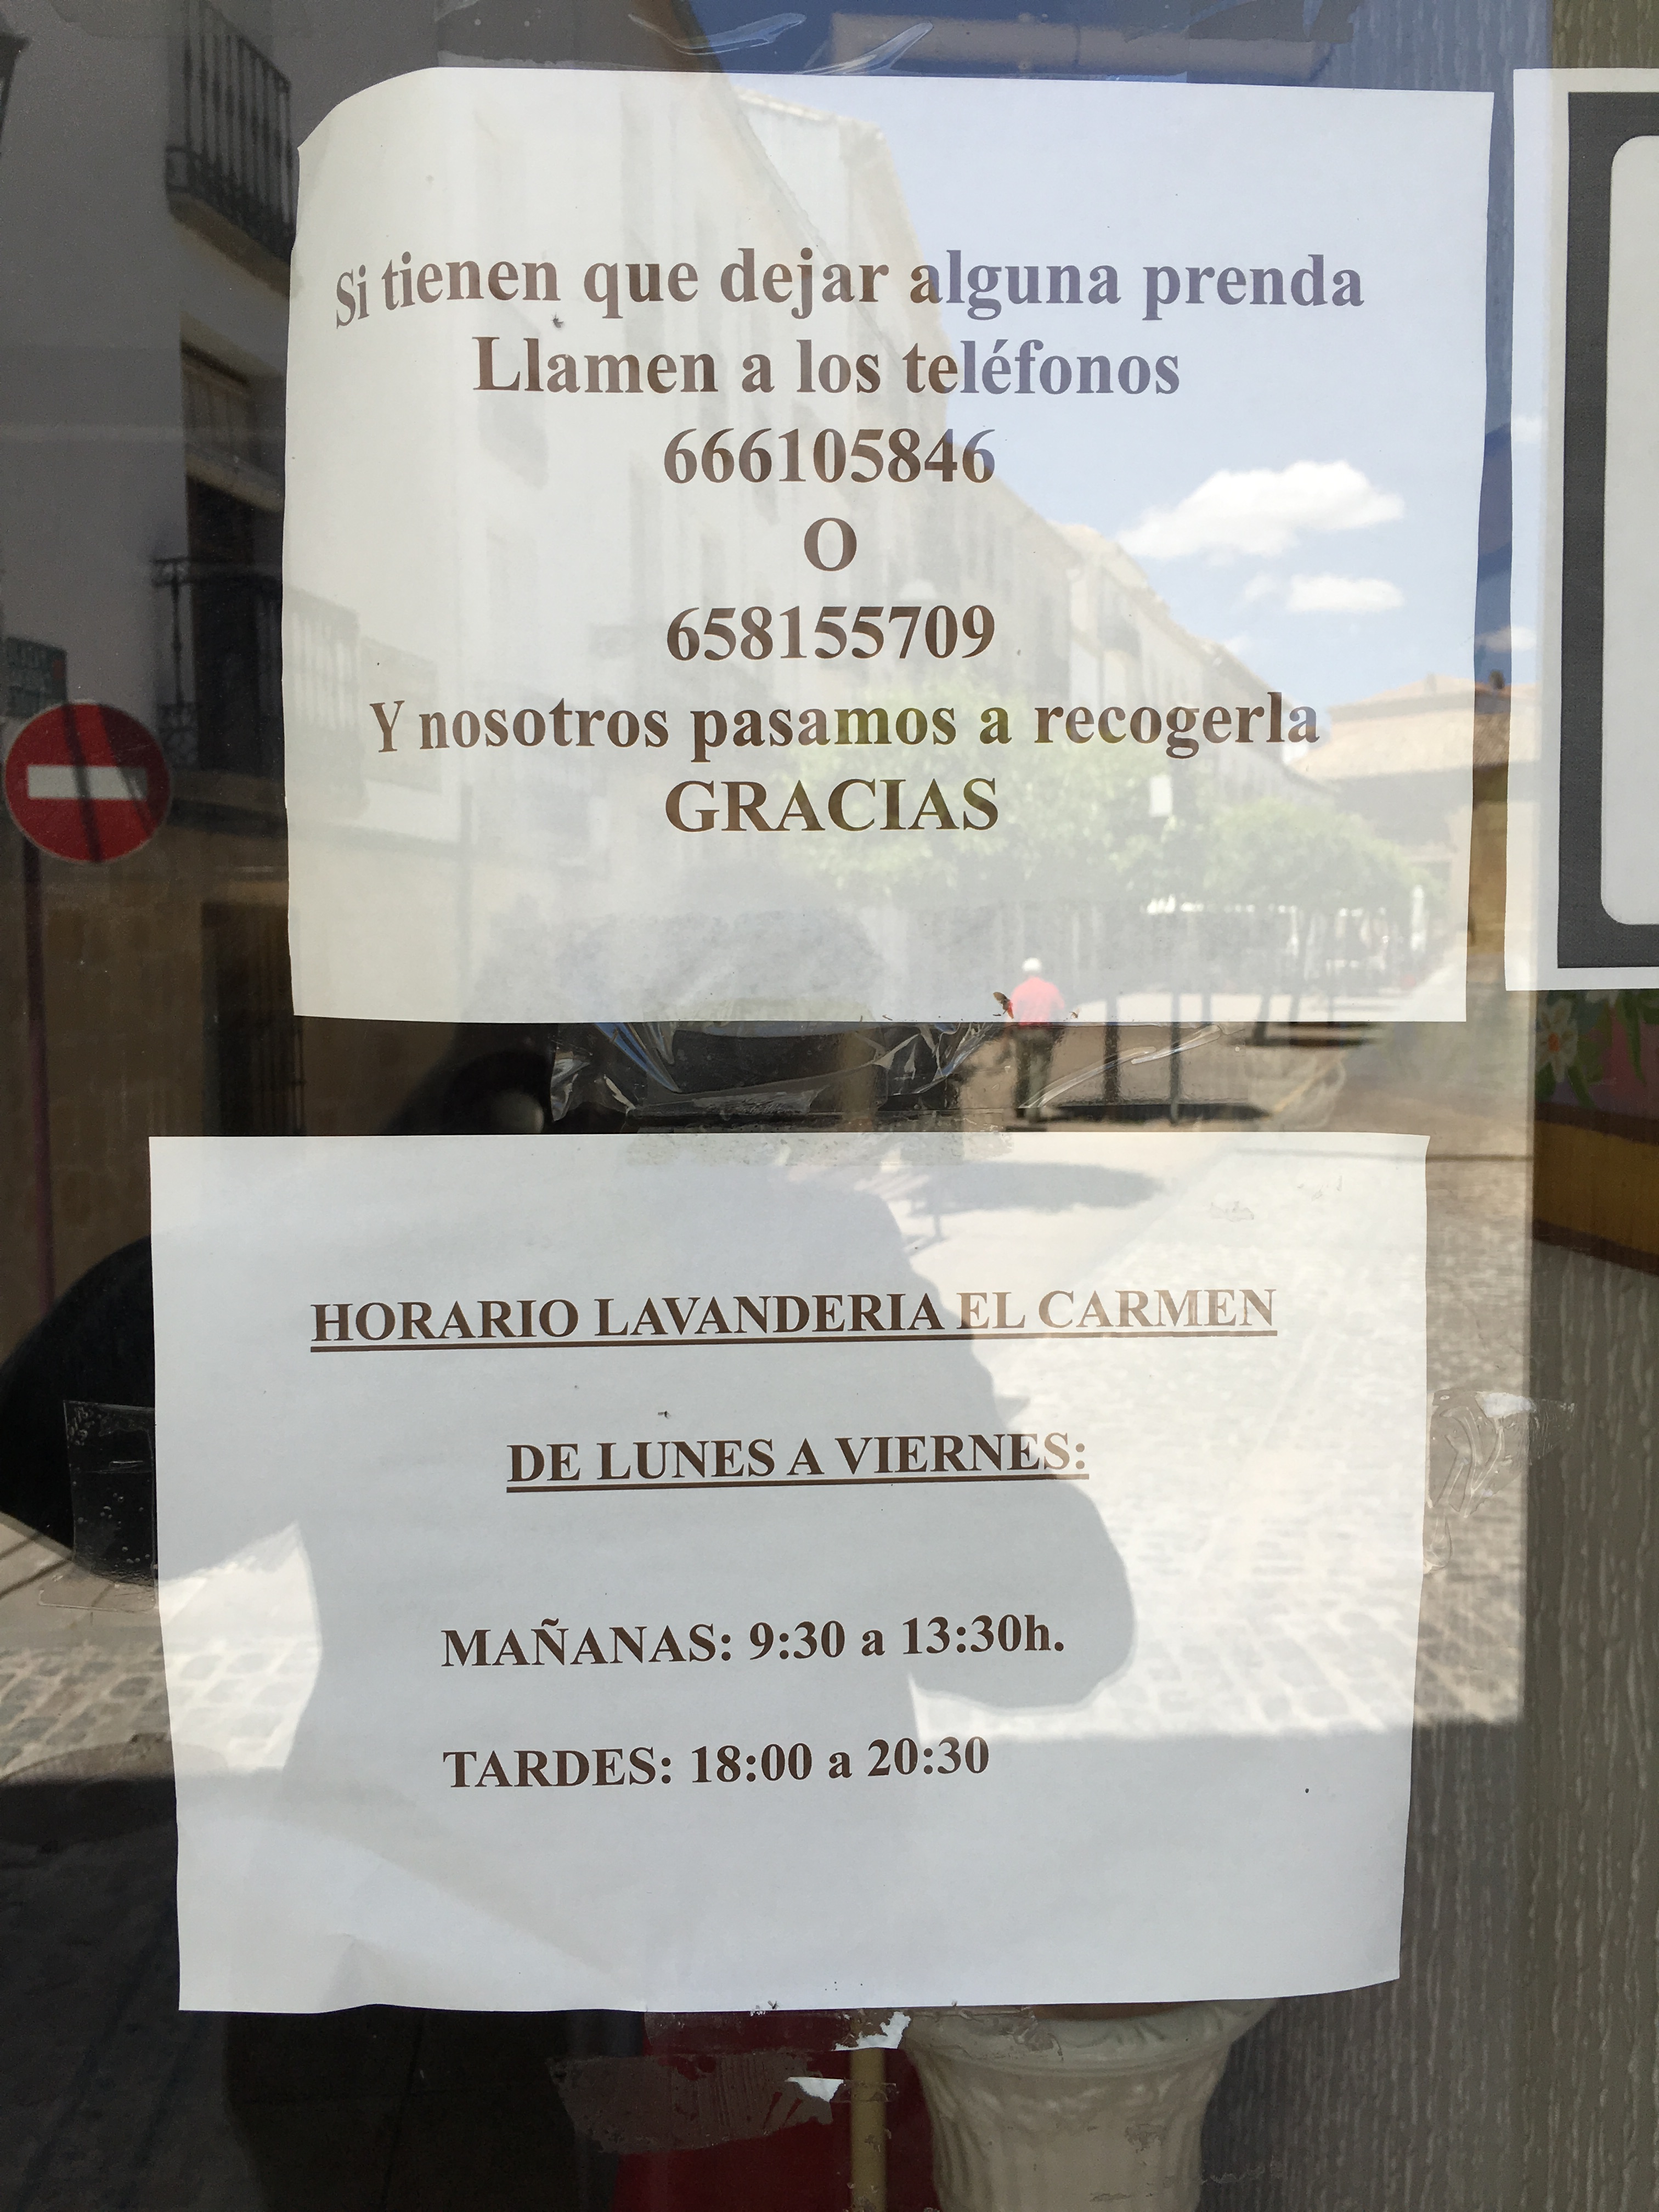 Si tienen que dejar alguna prenda
Llamen a los teléfonos
666105846
O
658155709
Y nosotros pasamos a recogerla
GRACIAS
HORARIO LAVANDERIA EL CARMEN
DE LUNES A VIERNES:
MAÑANAS: 9:30 a 13:30h.
TARDES: 18:00 a 20:30